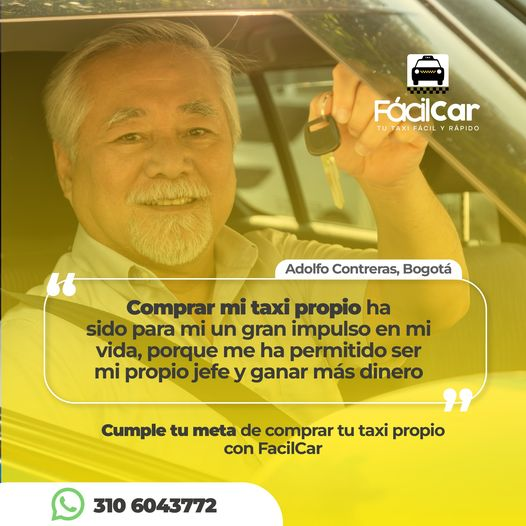 FácilCar
TU TAXI FÁCIL Y RÁPIDO
Adolfo Contreras, Bogotá
“
Comprar mi taxi propio ha
sido para mi un gran impulso en mi
vida, porque me ha permitido ser
mi propio jefe y ganar más dinero
”
Cumple tu meta de comprar tu taxi propio
con FacilCar
310 6043772